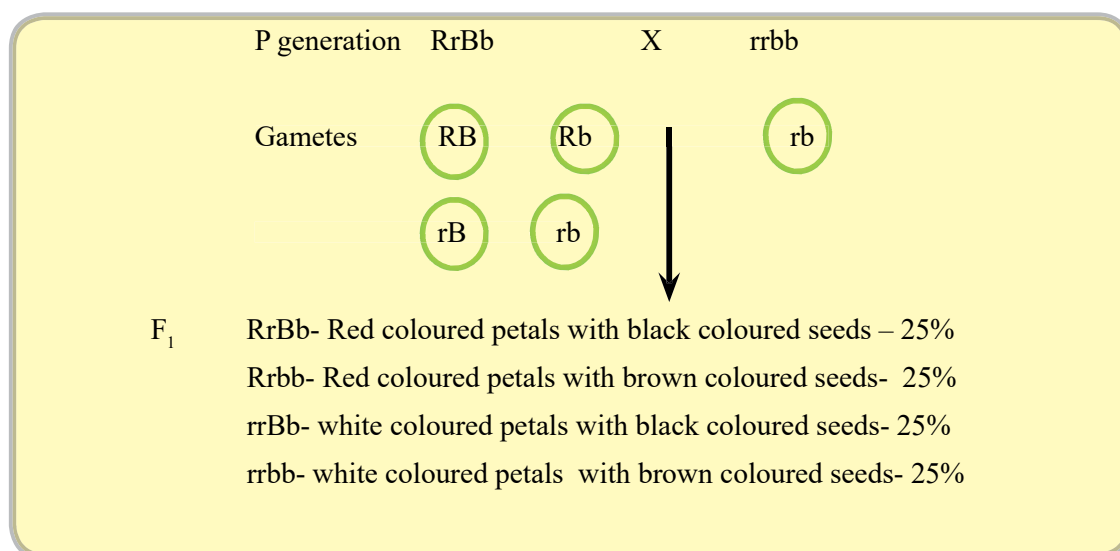 P generation RrBb X rrbb
Gametes RB Rb rb
rB rb
F₁ RrBb- Red coloured petals with black coloured seeds – 25%
Rrbb- Red coloured petals with brown coloured seeds- 25%
rrBb- white coloured petals with black coloured seeds- 25%
rrbb- white coloured petals with brown coloured seeds- 25%